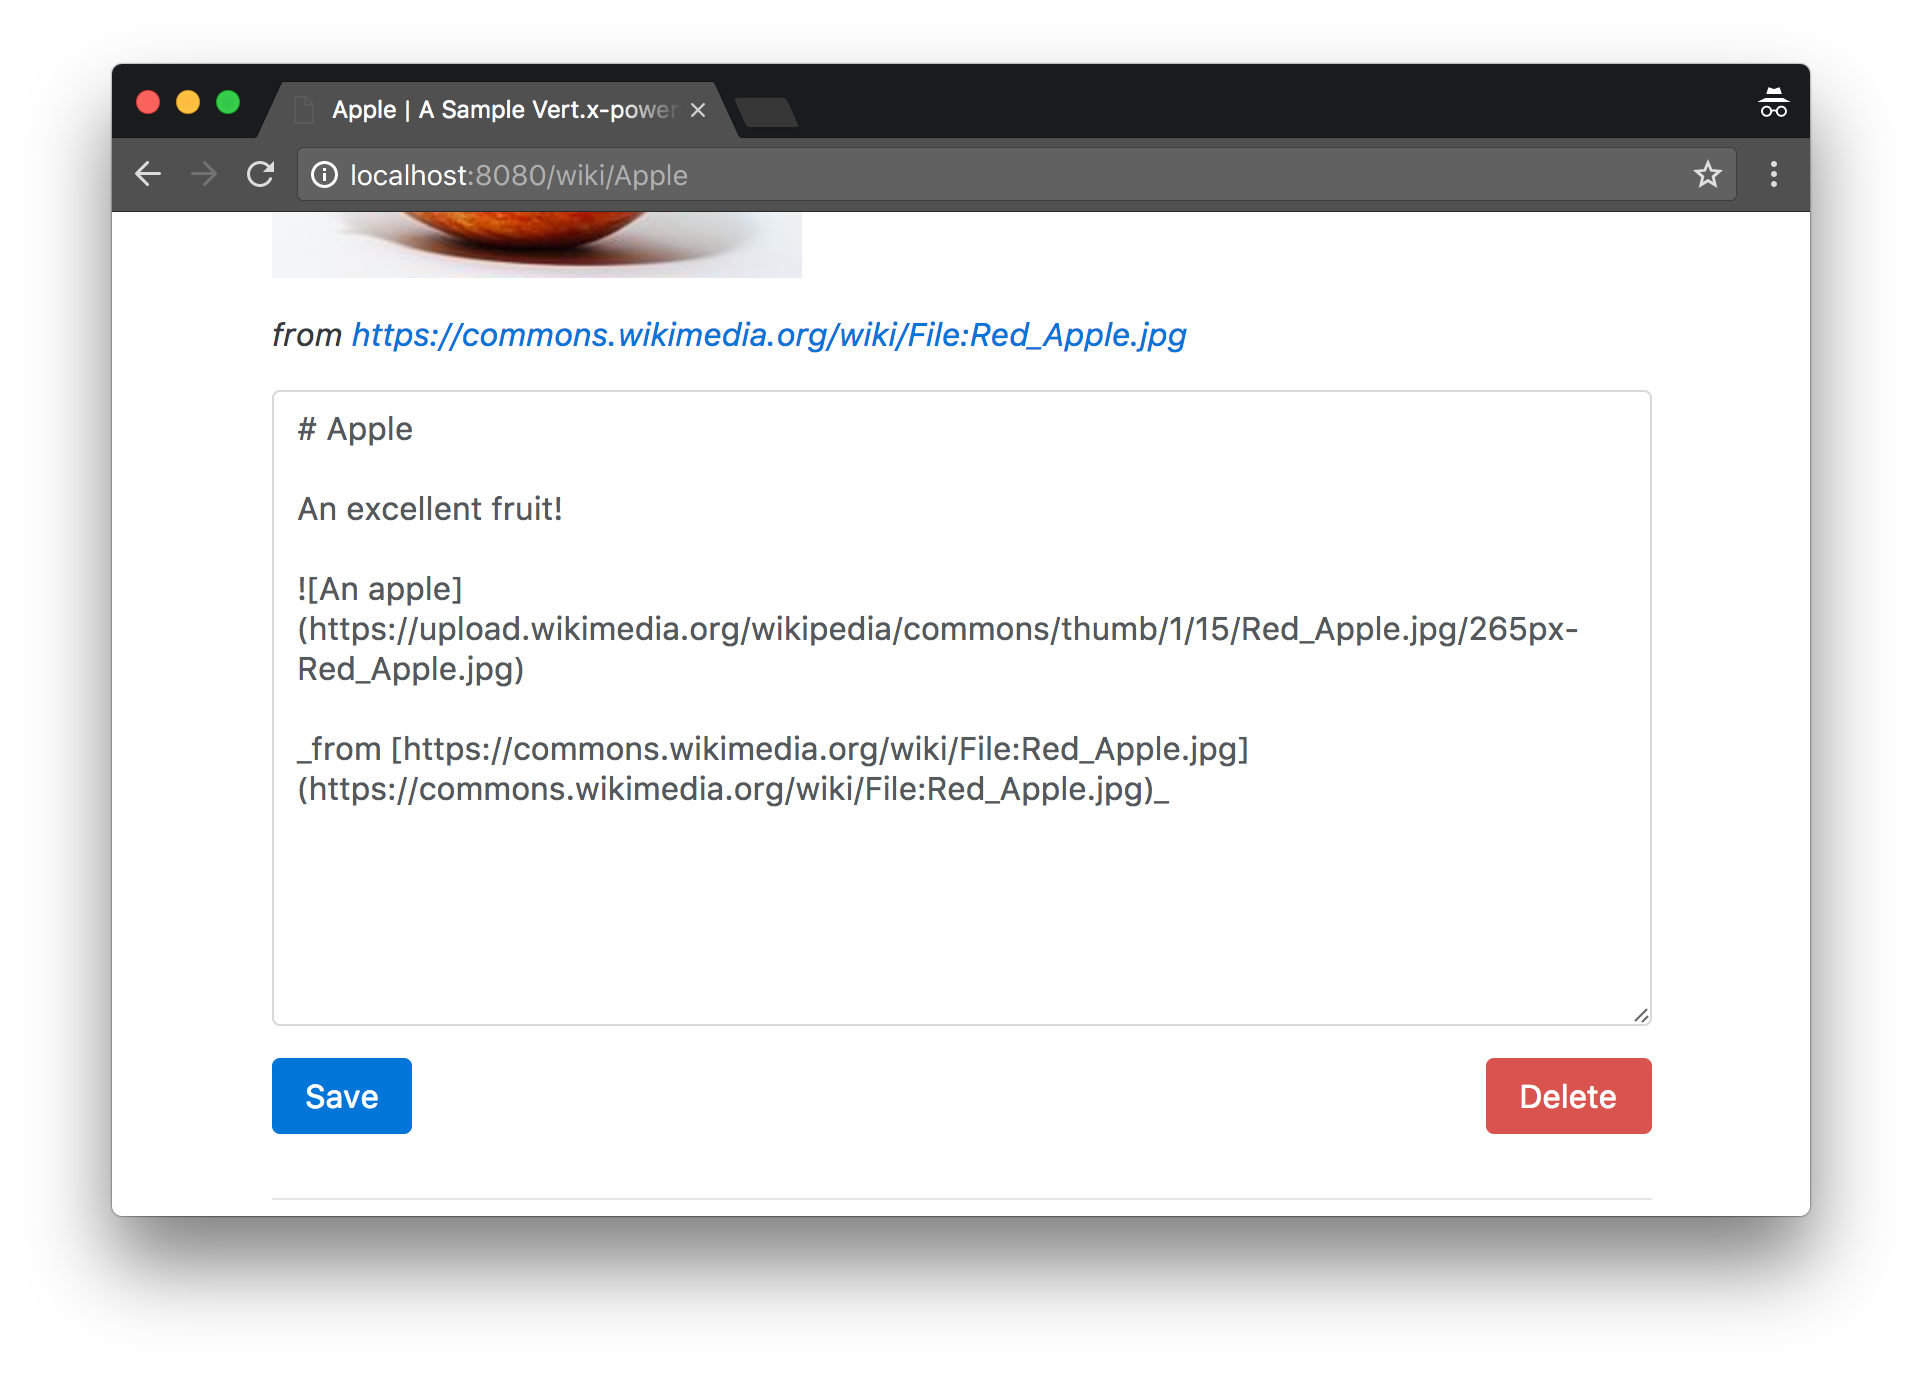 Apple | A Sample Vert.x-power
localhost:8080/wiki/Apple
from https://commons.wikimedia.org/wiki/File:Red_Apple.jpg
# Apple
An excellent fruit!
![An apple]
(https://upload.wikimedia.org/wikipedia/commons/thumb/1/15/Red_Apple.jpg/265px-
Red_Apple.jpg)
_from [https://commons.wikimedia.org/wiki/File:Red_Apple.jpg]
(https://commons.wikimedia.org/wiki/File:Red_Apple.jpg)_
Save
Delete